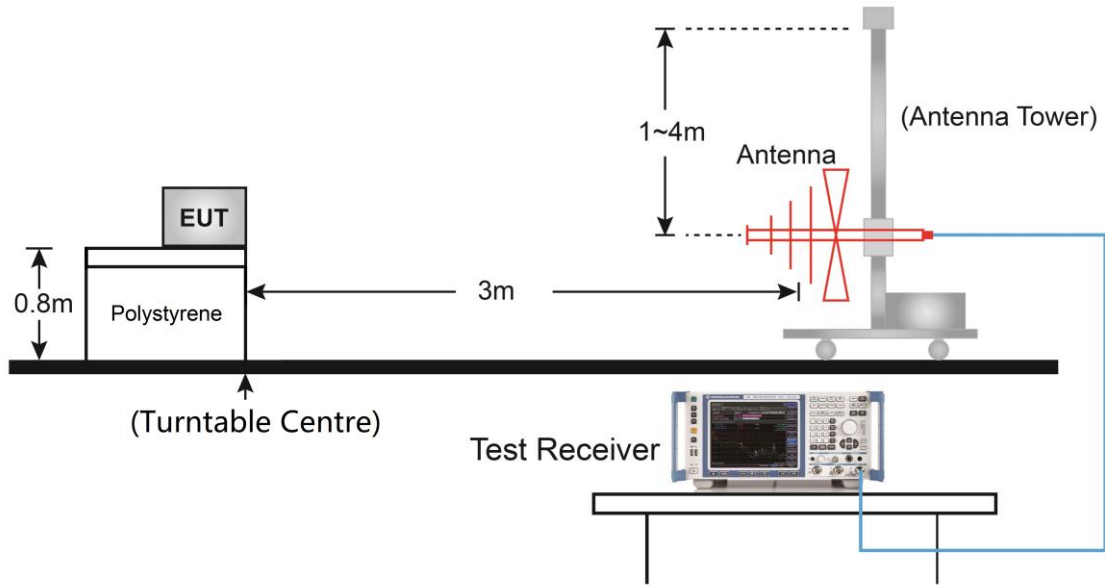 1~4m
(Antenna Tower)
Antenna
EUT
3m
0.8m
Polystyrene
(Turntable Centre)
Test Receiver